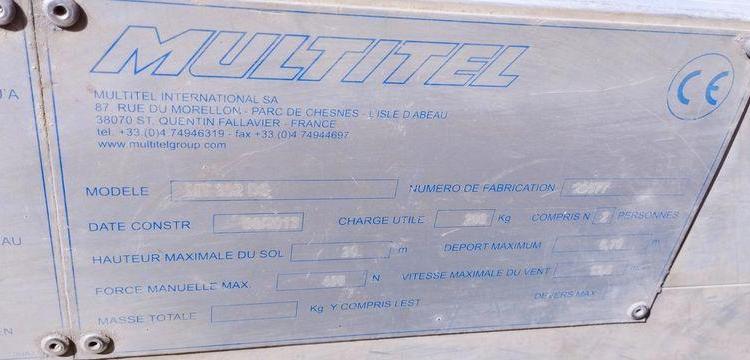 MULTITEL
CE
MULTITEL INTERNATIONAL SA
87, RUE DU MORELLON - PARC DE CHESNES - L'ISLE D'ABEAU
38070 ST. QUENTIN FALLAVIER - FRANCE
tel. +33.(0)4 74946319 - fax +33.(0)4 74944697
www.multitelgroup.com
MODELE NUMERO DE FABRICATION
DATE CONSTR CHARGE UTILE Kg COMPRIS N 2 PERSONNES
HAUTEUR MAXIMALE DU SOL m DEPORT MAXIMUM m
FORCE MANUELLE MAX. N VITESSE MAXIMALE DU VENT
MASSE TOTALE Kg Y COMPRIS LEST DEVERS MAX
J'A
AU
EN